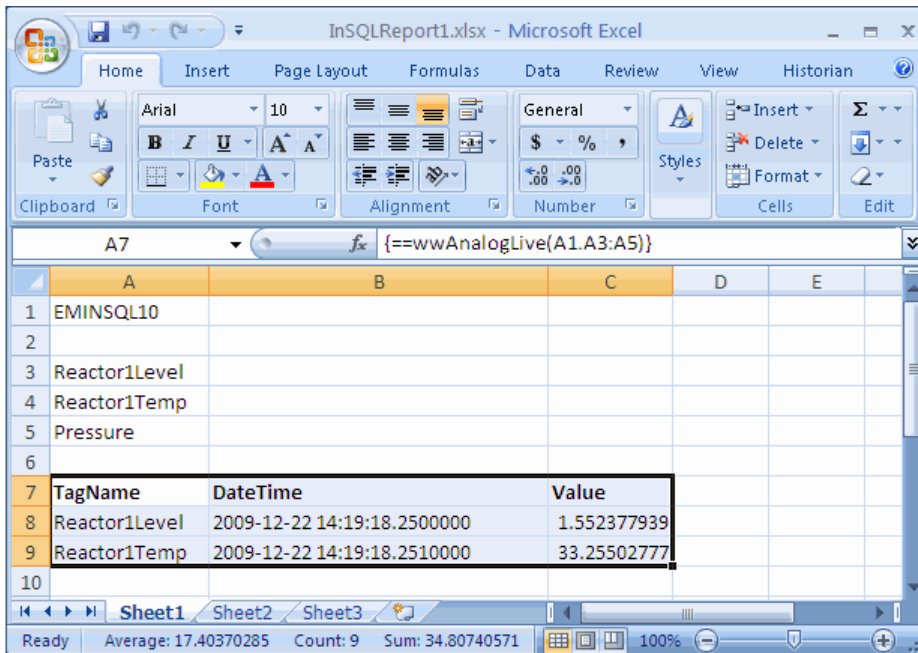 InSQLReport1.xlsx - Microsoft Excel
Home Insert Page Layout Formulas Data Review View Historian
Arial 10 General Insert Σ
Paste B I U A A $ % , Styles Delete
A .00 .0 .00 Format
Clipboard Font Alignment Number Cells Edit
A7 fx {==wwAnalogLive(A1.A3:A5)}
A B C D E
1 EMINSQL10
2
3 Reactor1Level
4 Reactor1Temp
5 Pressure
6
7 TagName DateTime Value
8 Reactor1Level 2009-12-22 14:19:18.2500000 1.552377939
9 Reactor1Temp 2009-12-22 14:19:18.2510000 33.25502777
10
Sheet1 Sheet2 Sheet3
Ready Average: 17.40370285 Count: 9 Sum: 34.80740571 100%